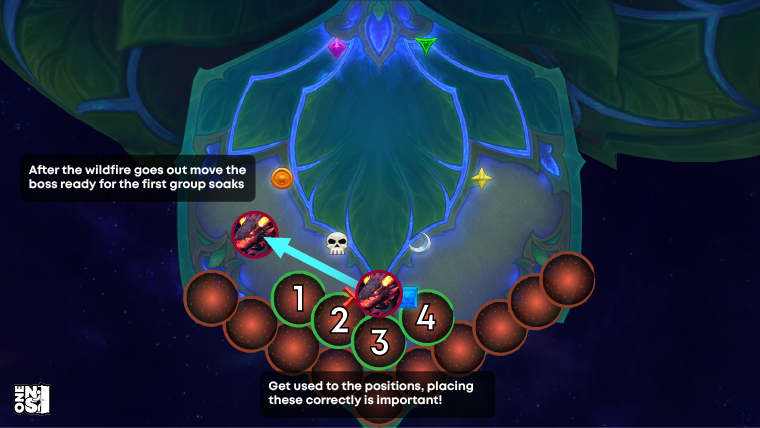 After the wildfire goes out move the
boss ready for the first group soaks
1
2
3
4
Get used to the positions, placing
these correctly is important!